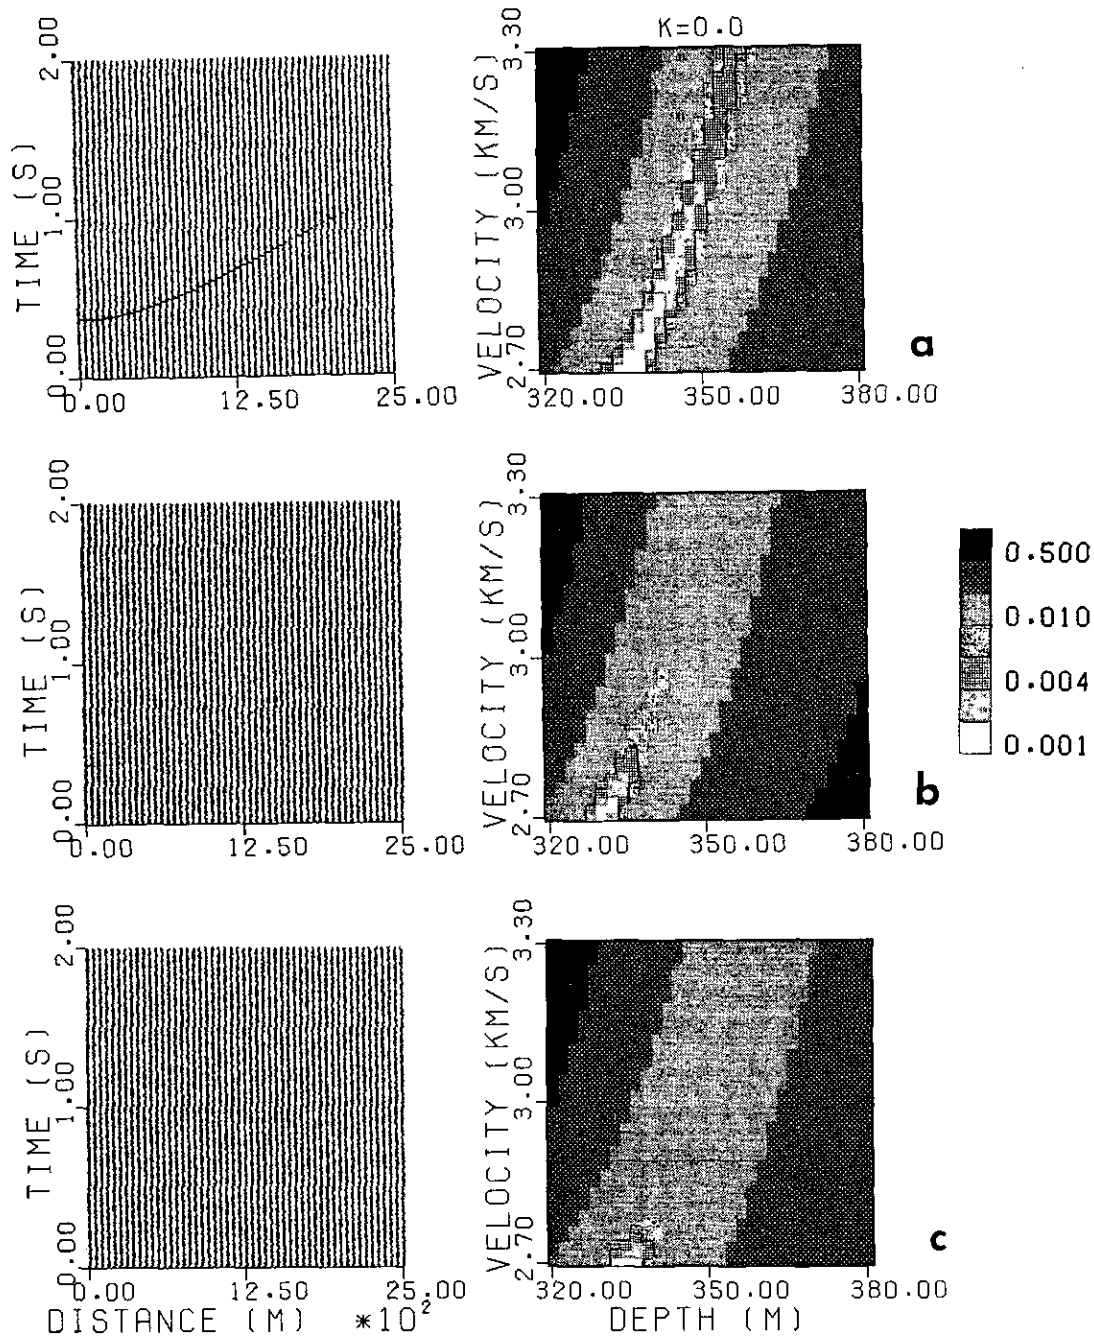 K=0.0
TIME (S)
2.00
1.00
0.00
0.00 12.50 25.00
VELOCITY (KM/S)
3.30
3.00
2.70
320.00 350.00 380.00
a
TIME (S)
2.00
1.00
0.00
0.00 12.50 25.00
VELOCITY (KM/S)
3.30
3.00
2.70
320.00 350.00 380.00
b
0.500
0.010
0.004
0.001
TIME (S)
2.00
1.00
0.00
0.00 12.50 25.00
DISTANCE (M) *10²
VELOCITY (KM/S)
3.30
3.00
2.70
320.00 350.00 380.00
DEPTH (M)
c